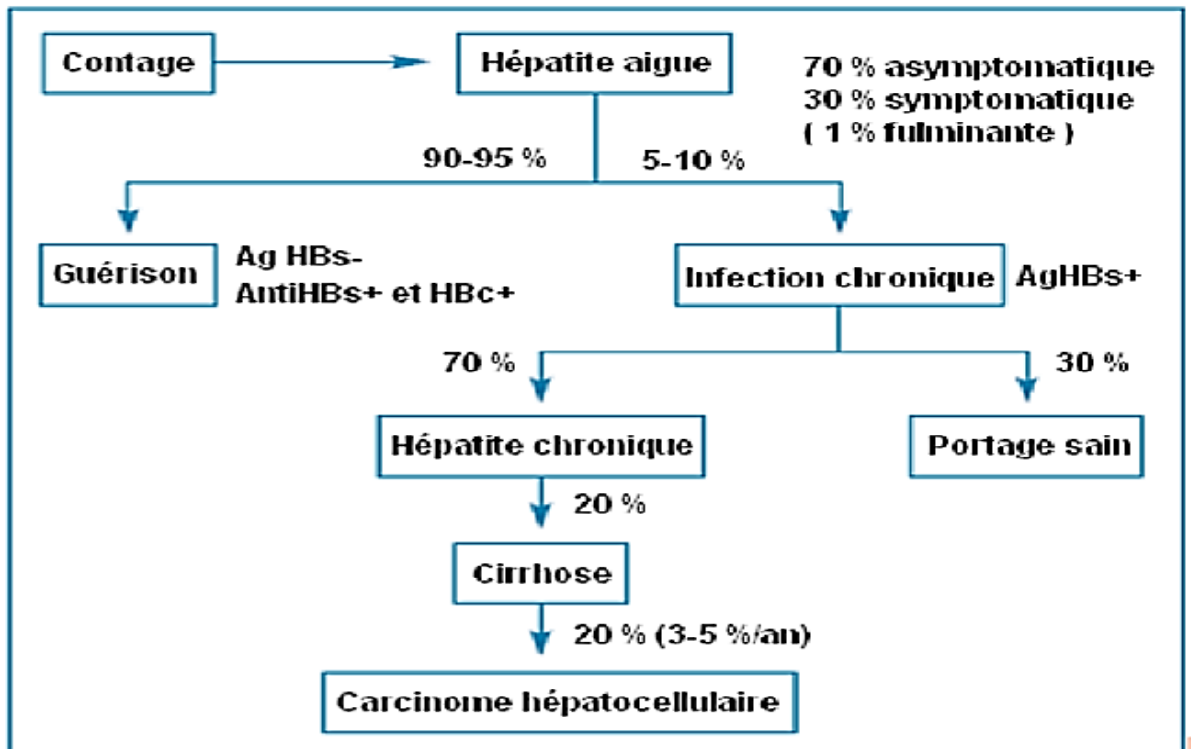 Contage
Hépatite aigue
70 % asymptomatique
30 % symptomatique
( 1 % fulminante )
90-95 %
5-10 %
Guérison
Ag HBs-
AntiHBs+ et HBc+
Infection chronique
AgHBs+
70 %
30 %
Hépatite chronique
Portage sain
20 %
Cirrhose
20 % (3-5 %/an)
Carcinome hépatocellulaire